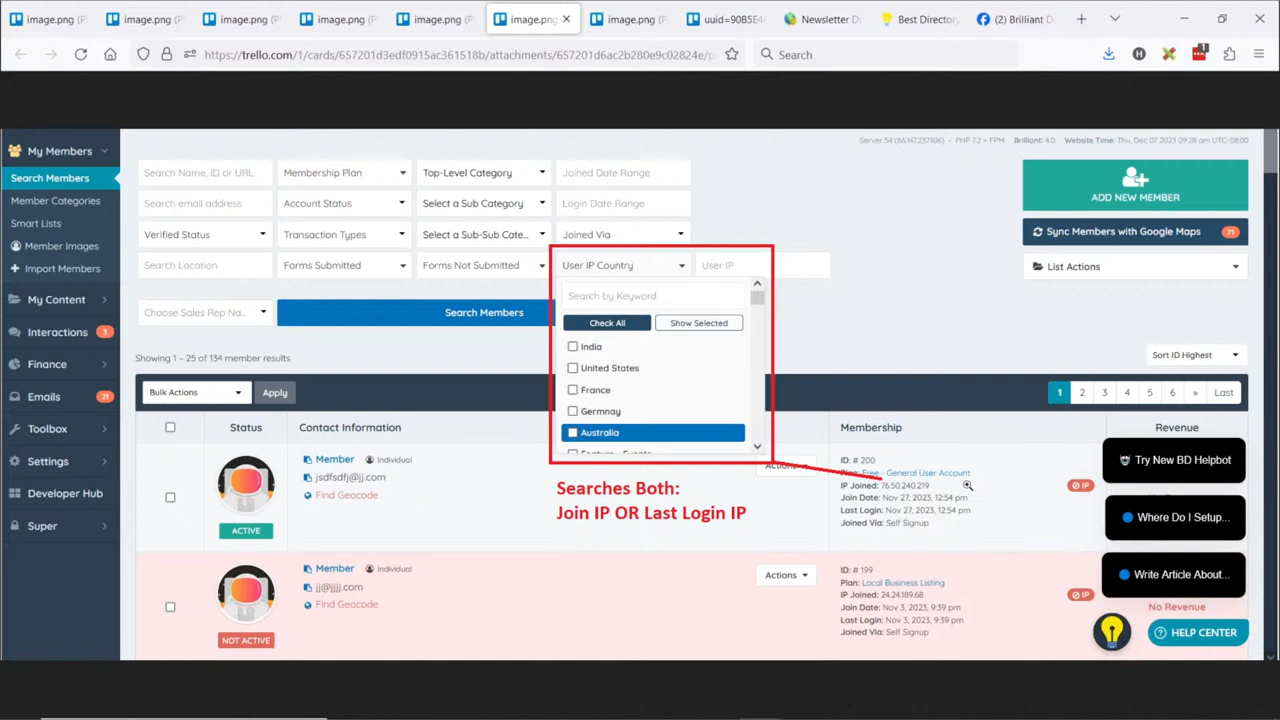 image.png (P
image.png (P
image.png (P
image.png (P
image.png (P
image.png
image.png (P
uuid=90B5E4
Newsletter De
Best Directory
(2) Brilliant Di
https://trello.com/1/cards/657201d3edf0915ac361518b/attachments/657201d6ac2b280e9c02824e/p
Search
1
Server 54 (66.147.237.106) - PHP 7.2 + FPM Brilliant: 4.0 Website Time: Thu, Dec 07 2023 09:28 am UTC-08:00
My Members
Search Members
Member Categories
Smart Lists
Member Images
Import Members
My Content
Interactions 3
Finance
Emails 21
Toolbox
Settings
Developer Hub
Super
Search Name, ID or URL
Membership Plan
Top-Level Category
Joined Date Range
Search email address
Account Status
Select a Sub Category
Login Date Range
Verified Status
Transaction Types
Select a Sub-Sub Cate...
Joined Via
Search Location
Forms Submitted
Forms Not Submitted
User IP Country
User IP
Choose Sales Rep Na...
Search Members
ADD NEW MEMBER
Sync Members with Google Maps 71
List Actions
Search by Keyword
Check All
Show Selected
India
United States
France
Germnay
Australia
Showing 1 – 25 of 134 member results
Sort ID Highest
Bulk Actions
Apply
1 2 3 4 5 6 » Last
Status
Contact Information
Membership
Revenue
Searches Both:
Join IP OR Last Login IP
Member Individual
jsdfsdfj@jj.com
Find Geocode
ACTIVE
Actions
ID: # 200
Plan: Free - General User Account
IP Joined: 76.50.240.219
Join Date: Nov 27, 2023, 12:54 pm
Last Login: Nov 27, 2023, 12:54 pm
Joined Via: Self Signup
IP
Member Individual
jj@jjjj.com
Find Geocode
NOT ACTIVE
Actions
ID: # 199
Plan: Local Business Listing
IP Joined: 24.24.189.68
Join Date: Nov 3, 2023, 9:39 pm
Last Login: Nov 3, 2023, 9:39 pm
Joined Via: Self Signup
IP
No Revenue
Try New BD Helpbot
Where Do I Setup...
Write Article About...
HELP CENTER